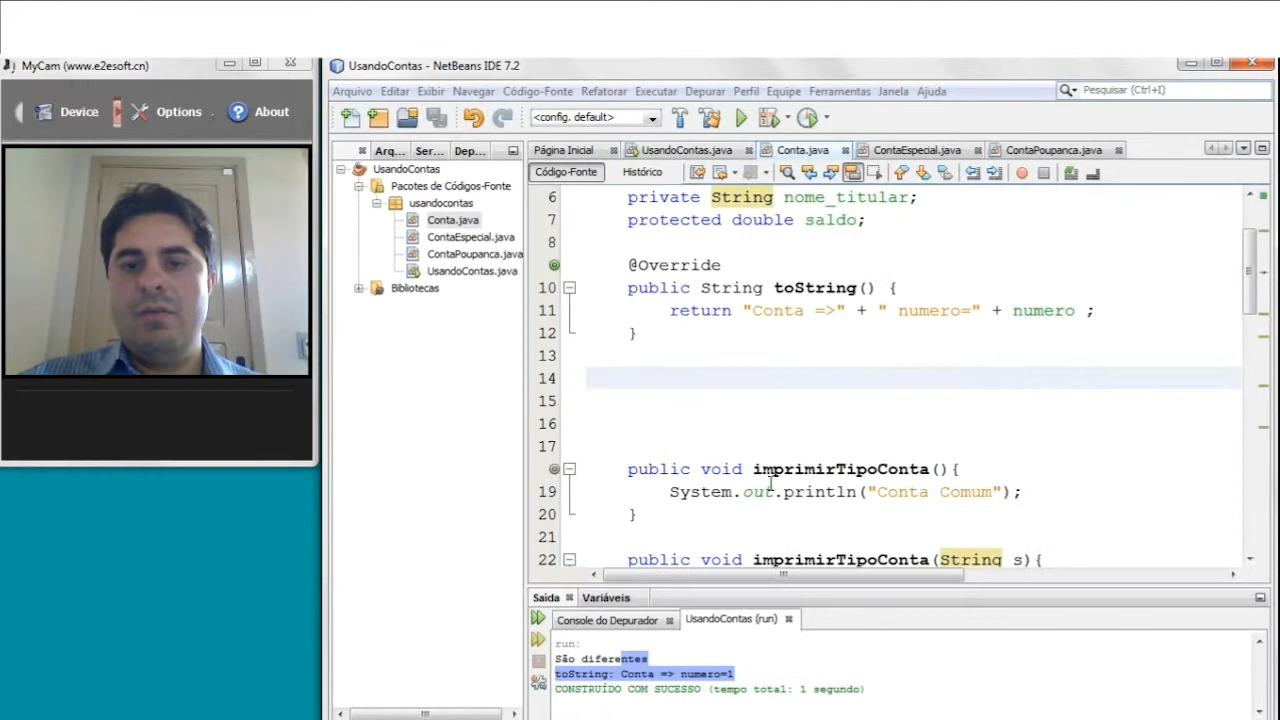 MyCam (www.e2esoft.cn)
Device
Options
About
UsandoContas - NetBeans IDE 7.2
Arquivo Editar Exibir Navegar Código-Fonte Refatorar Executar Depurar Perfil Equipe Ferramentas Janela Ajuda
Pesquisar (Ctrl+I)
<config. default>
Arq... Ser... Dep...
Página Inicial UsandoContas.java Conta.java ContaEspecial.java ContaPoupanca.java
Código-Fonte Histórico
UsandoContas
Pacotes de Códigos-Fonte
usandocontas
Conta.java
ContaEspecial.java
ContaPoupanca.java
UsandoContas.java
Bibliotecas
6 private String nome_titular;
7 protected double saldo;
8
@Override
10 public String toString() {
11 return "Conta =>" + " numero=" + numero ;
12 }
13
14
15
16
17
public void imprimirTipoConta(){
19 System.out.println("Conta Comum");
20 }
21
22 public void imprimirTipoConta(String s){
Saída Variáveis
Console do Depurador UsandoContas (run)
run:
São diferentes
toString: Conta => numero=1
CONSTRUÍDO COM SUCESSO (tempo total: 1 segundo)